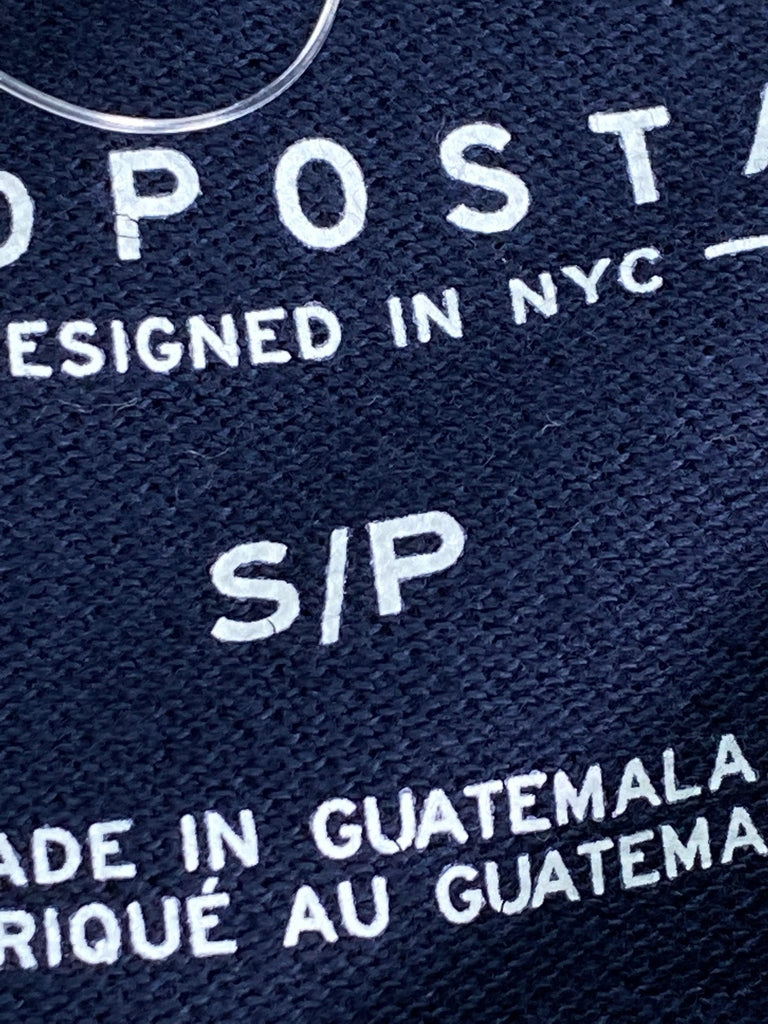 OPOSTA
ESIGNED IN NYC
S/P
ADE IN GUATEMALA
RIQUÉ AU GUATEMA